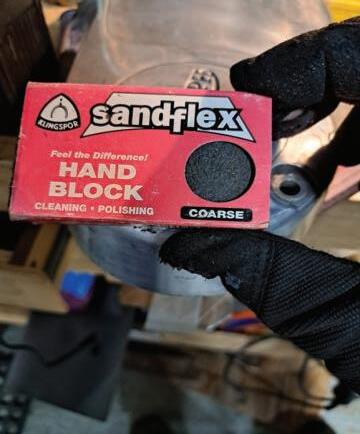 KLINGSPOR
sandflex
Feel the Difference!
HAND
BLOCK
CLEANING • POLISHING
COARSE